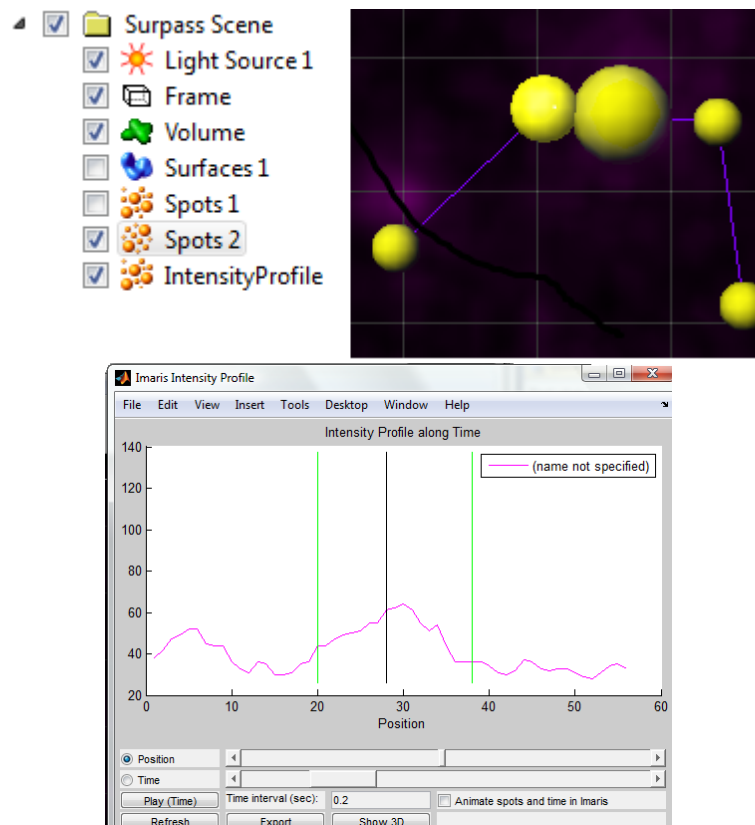 Surpass Scene
Light Source 1
Frame
Volume
Surfaces 1
Spots 1
Spots 2
IntensityProfile
Imaris Intensity Profile
File Edit View Insert Tools Desktop Window Help
Intensity Profile along Time
(name not specified)
140
120
100
80
60
40
20
0 10 20 30 40 50 60
Position
Position
Time
Play (Time) Time interval (sec): 0.2 Animate spots and time in Imaris
Refresh Export Show 3D